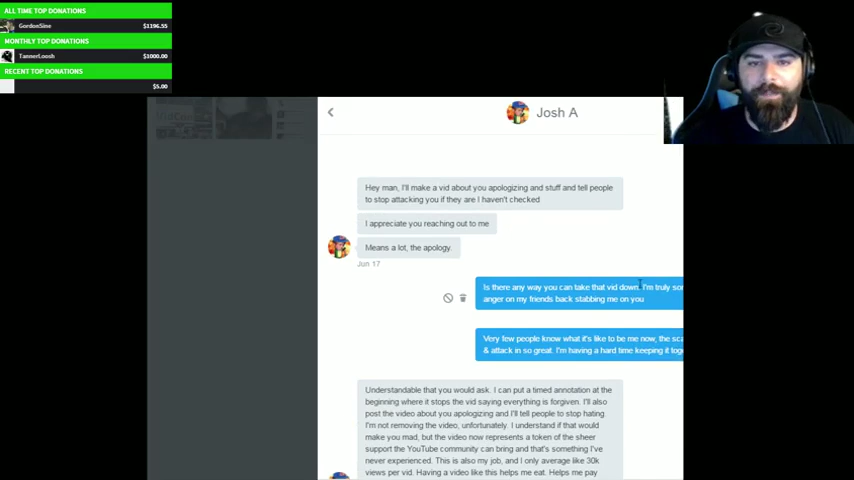 ALL TIME TOP DONATIONS
GordonSine $1196.55
MONTHLY TOP DONATIONS
TannerLoosh $1000.00
RECENT TOP DONATIONS
$5.00
Josh A
Hey man, I'll make a vid about you apologizing and stuff and tell people
to stop attacking you if they are I haven't checked
I appreciate you reaching out to me
Means a lot, the apology.
Jun 17
Is there any way you can take that vid down. I'm truly
anger on my friends back stabbing me on you
Very few people know what it's like to be me now, the
& attack in so great. I'm having a hard time keeping it
Understandable that you would ask. I can put a timed annotation at the
beginning where it stops the vid saying everything is forgiven. I'll also
post the video about you apologizing and I'll tell people to stop hating.
I'm not removing the video, unfortunately. I understand if that would
make you mad, but the video now represents a token of the sheer
support the YouTube community can bring and that's something I've
never experienced. This is also my job, and I only average like 30k
views per vid. Having a video like this helps me eat. Helps me pay